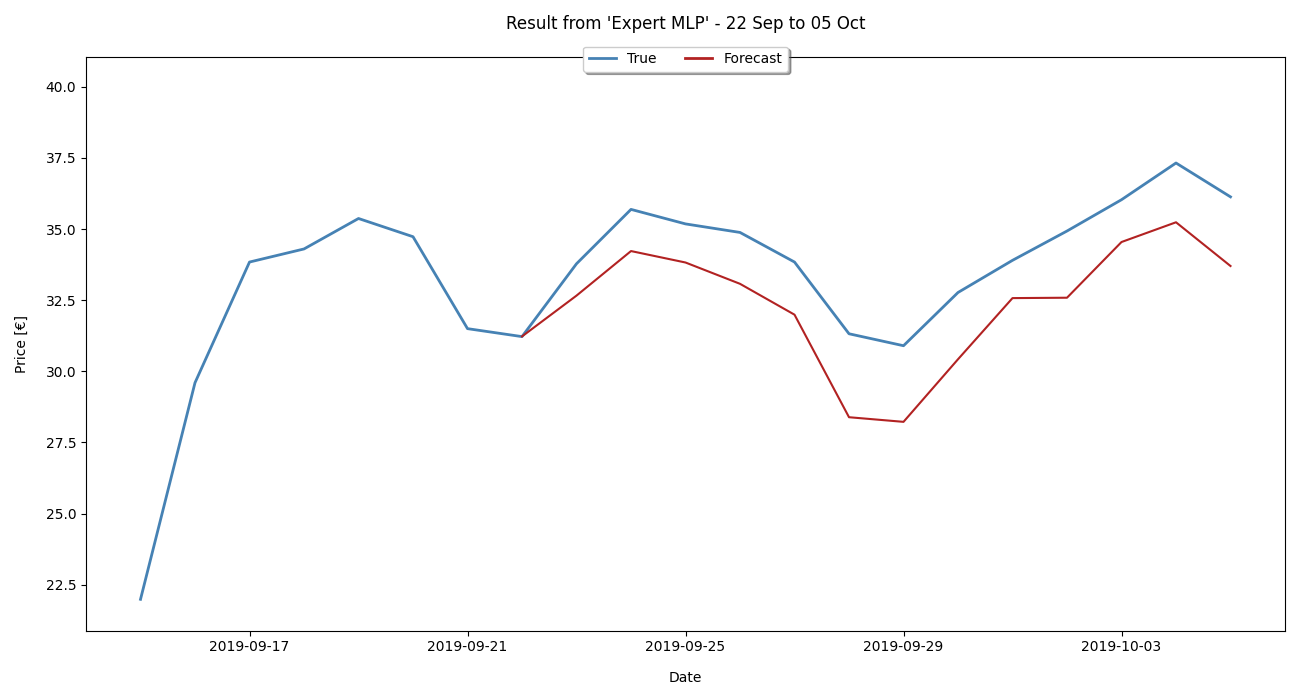 Result from 'Expert MLP' - 22 Sep to 05 Oct
True
Forecast
40.0
37.5
35.0
32.5
30.0
27.5
25.0
22.5
Price [€]
2019-09-17
2019-09-21
2019-09-25
2019-09-29
2019-10-03
Date